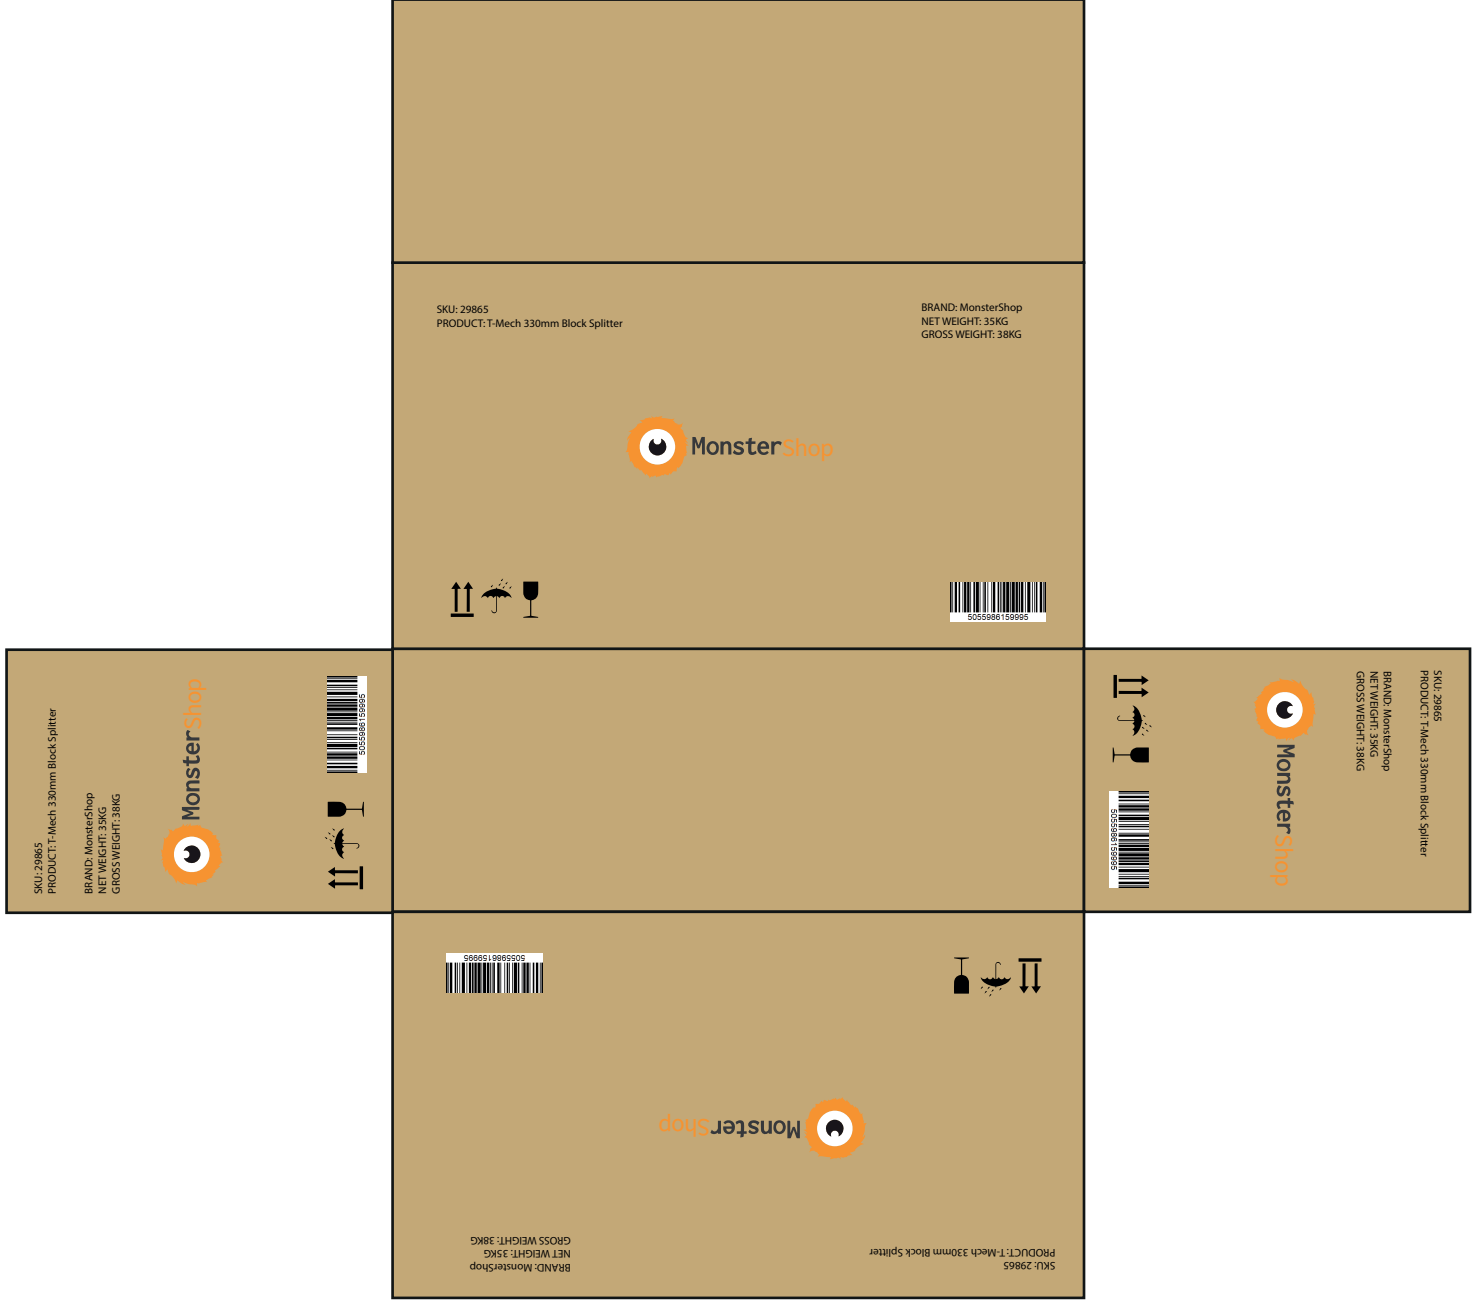 SKU: 29865
PRODUCT: T-Mech 330mm Block Splitter
BRAND: MonsterShop
NET WEIGHT: 35KG
GROSS WEIGHT: 38KG
MonsterShop
5055986159995
SKU: 29865
PRODUCT: T-Mech 330mm Block Splitter
BRAND: MonsterShop
NET WEIGHT: 35KG
GROSS WEIGHT: 38KG
MonsterShop
5055986159995
SKU: 29865
PRODUCT: T-Mech 330mm Block Splitter
BRAND: MonsterShop
NET WEIGHT: 35KG
GROSS WEIGHT: 38KG
MonsterShop
5055986159995
SKU: 29865
PRODUCT: T-Mech 330mm Block Splitter
BRAND: MonsterShop
NET WEIGHT: 35KG
GROSS WEIGHT: 38KG
MonsterShop
5055986159995